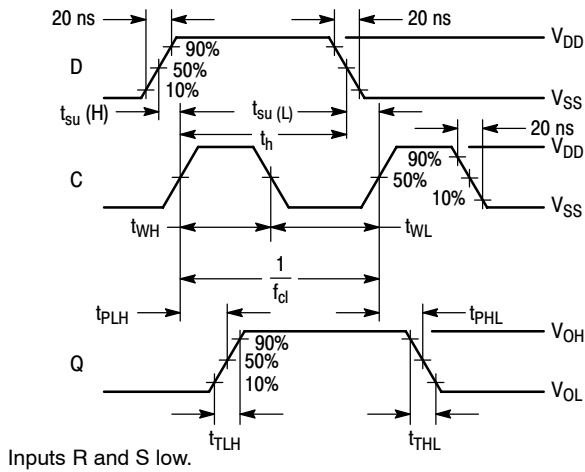 20 ns
20 ns
V_DD
D
90%
50%
10%
V_SS
t_su (H)
t_su (L)
t_h
20 ns
V_DD
C
90%
50%
10%
V_SS
t_WH
t_WL
1
f_cl
t_PLH
t_PHL
V_OH
Q
90%
50%
10%
V_OL
t_TLH
t_THL
Inputs R and S low.